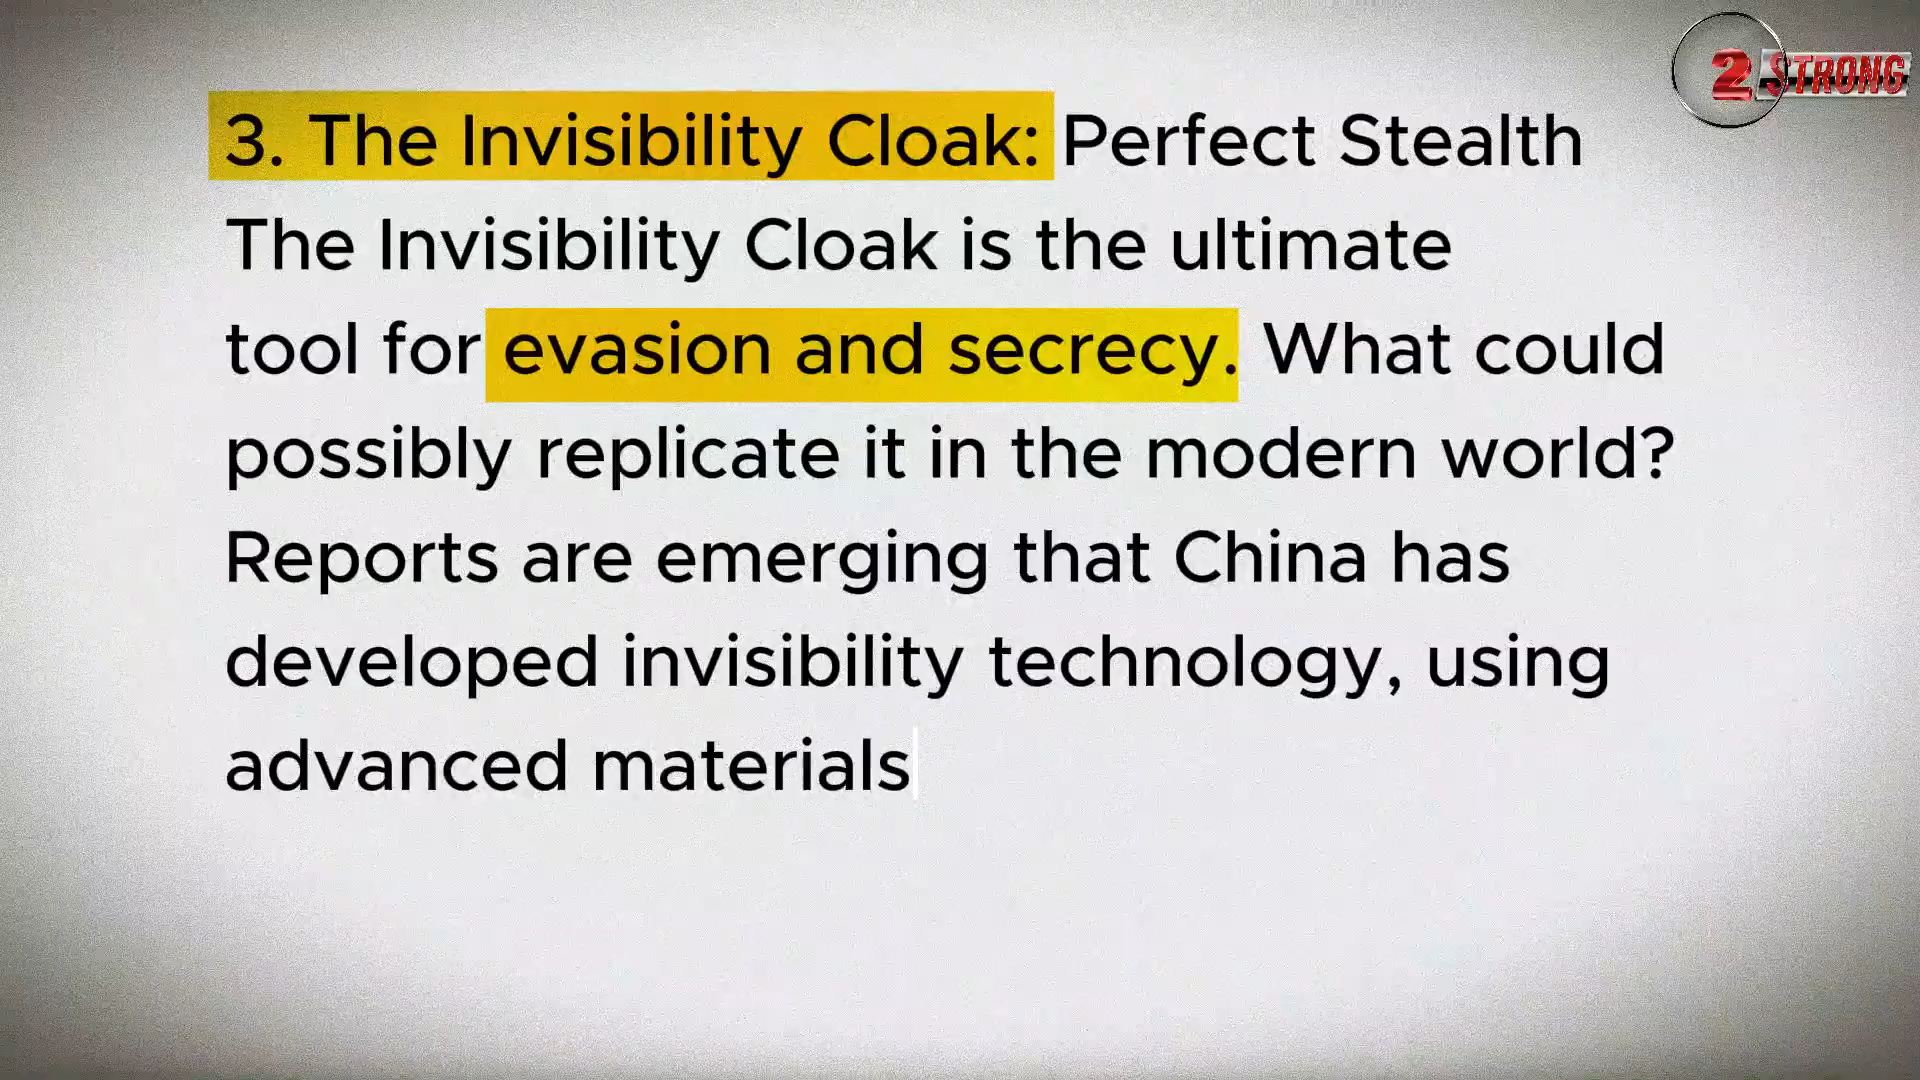 2 STRONG
3. The Invisibility Cloak: Perfect Stealth
The Invisibility Cloak is the ultimate
tool for evasion and secrecy. What could
possibly replicate it in the modern world?
Reports are emerging that China has
developed invisibility technology, using
advanced materials